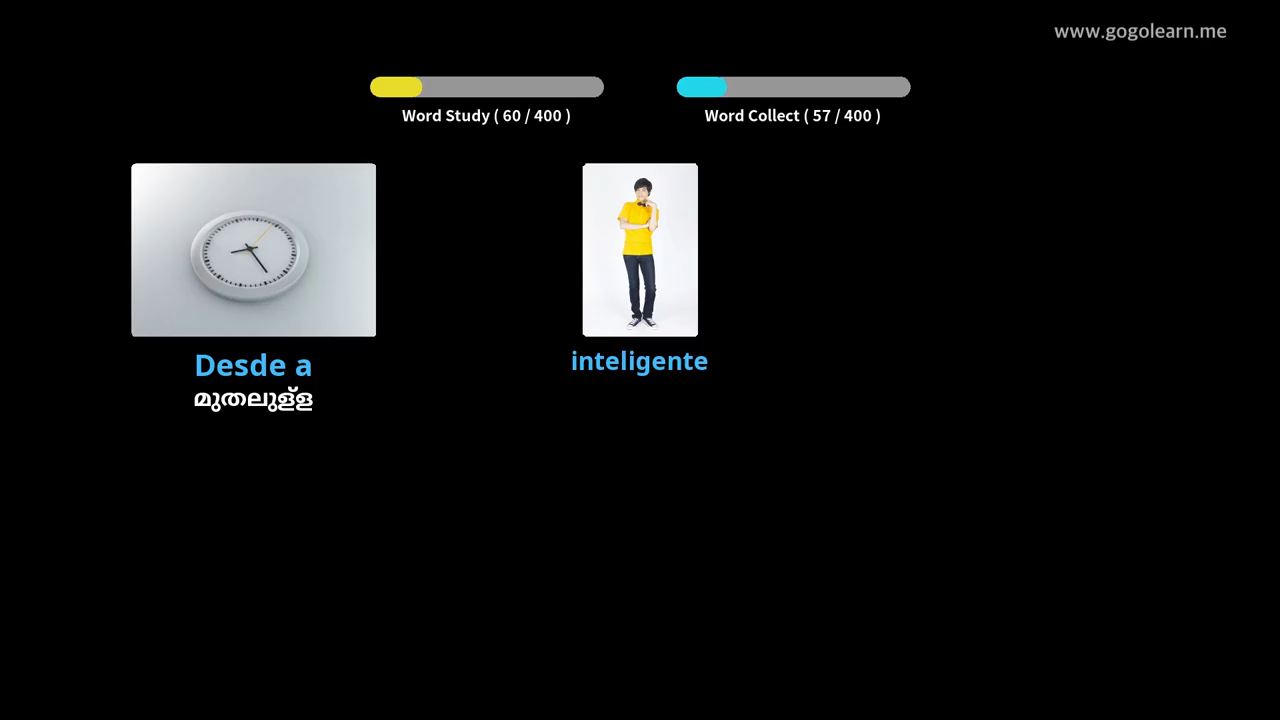 www.gogolearn.me
Word Study ( 60 / 400 )
Word Collect ( 57 / 400 )
Desde a
മുതലുള്ള
inteligente